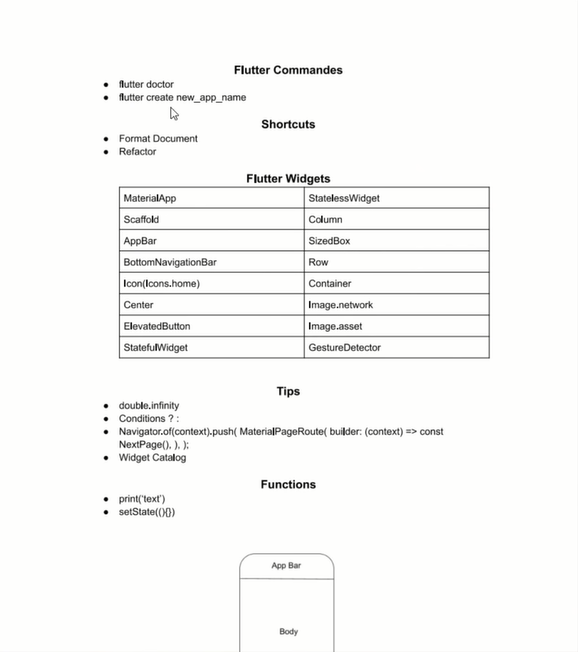 Flutter Commandes
● flutter doctor
● flutter create new_app_name
Shortcuts
● Format Document
● Refactor
Flutter Widgets
MaterialApp StatelessWidget
Scaffold Column
AppBar SizedBox
BottomNavigationBar Row
Icon(Icons.home) Container
Center Image.network
ElevatedButton Image.asset
StatefulWidget GestureDetector
Tips
● double.infinity
● Conditions ? :
● Navigator.of(context).push( MaterialPageRoute( builder: (context) => const
NextPage(), ), );
● Widget Catalog
Functions
● print('text')
● setState((){})
App Bar
Body